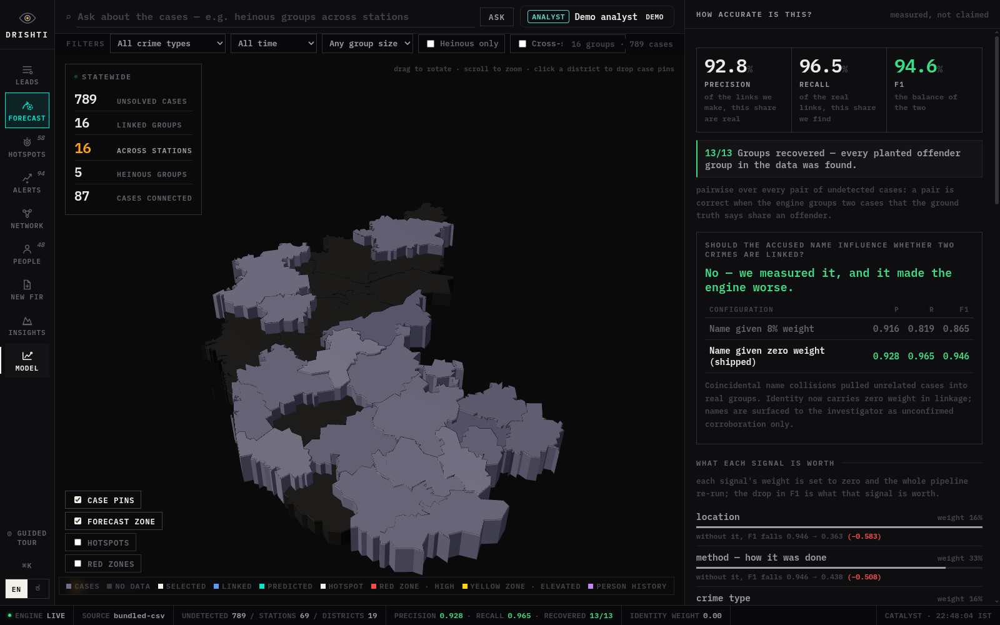 DRISHTI
LEADS
FORECAST
58
HOTSPOTS
94
ALERTS
NETWORK
48
PEOPLE
NEW FIR
INSIGHTS
MODEL
GUIDED
TOUR
⌘K
EN
Ask about the cases — e.g. heinous groups across stations
ASK
ANALYST Demo analyst DEMO
FILTERS All crime types All time Any group size Heinous only Cross- 16 groups · 789 cases
drag to rotate · scroll to zoom · click a district to drop case pins
STATEWIDE
789 UNSOLVED CASES
16 LINKED GROUPS
16 ACROSS STATIONS
5 HEINOUS GROUPS
87 CASES CONNECTED
CASE PINS
FORECAST ZONE
HOTSPOTS
RED ZONES
CASES NO DATA SELECTED LINKED PREDICTED HOTSPOT RED ZONE · HIGH YELLOW ZONE · ELEVATED PERSON HISTORY
HOW ACCURATE IS THIS? measured, not claimed
92.8%
PRECISION
of the links we
make, this share
are real
96.5%
RECALL
of the real
links, this share
we find
94.6%
F1
the balance of
the two
13/13 Groups recovered — every planted offender
group in the data was found.
pairwise over every pair of undetected cases: a pair is
correct when the engine groups two cases that the ground
truth says share an offender.
SHOULD THE ACCUSED NAME INFLUENCE WHETHER TWO
CRIMES ARE LINKED?
No — we measured it, and it made the
engine worse.
CONFIGURATION P R F1
Name given 8% weight 0.916 0.819 0.865
Name given zero weight
(shipped) 0.928 0.965 0.946
Coincidental name collisions pulled unrelated cases into
real groups. Identity now carries zero weight in linkage;
names are surfaced to the investigator as unconfirmed
corroboration only.
WHAT EACH SIGNAL IS WORTH
each signal's weight is set to zero and the whole pipeline
re-run; the drop in F1 is what that signal is worth.
location weight 16%
without it, F1 falls 0.946 → 0.363 (−0.583)
method — how it was done weight 33%
without it, F1 falls 0.946 → 0.438 (−0.508)
crime type weight 16%
ENGINE LIVE SOURCE bundled-csv UNDETECTED 789 / STATIONS 69 / DISTRICTS 19 PRECISION 0.928 · RECALL 0.965 · RECOVERED 13/13 IDENTITY WEIGHT 0.00 CATALYST · 22:48:04 IST